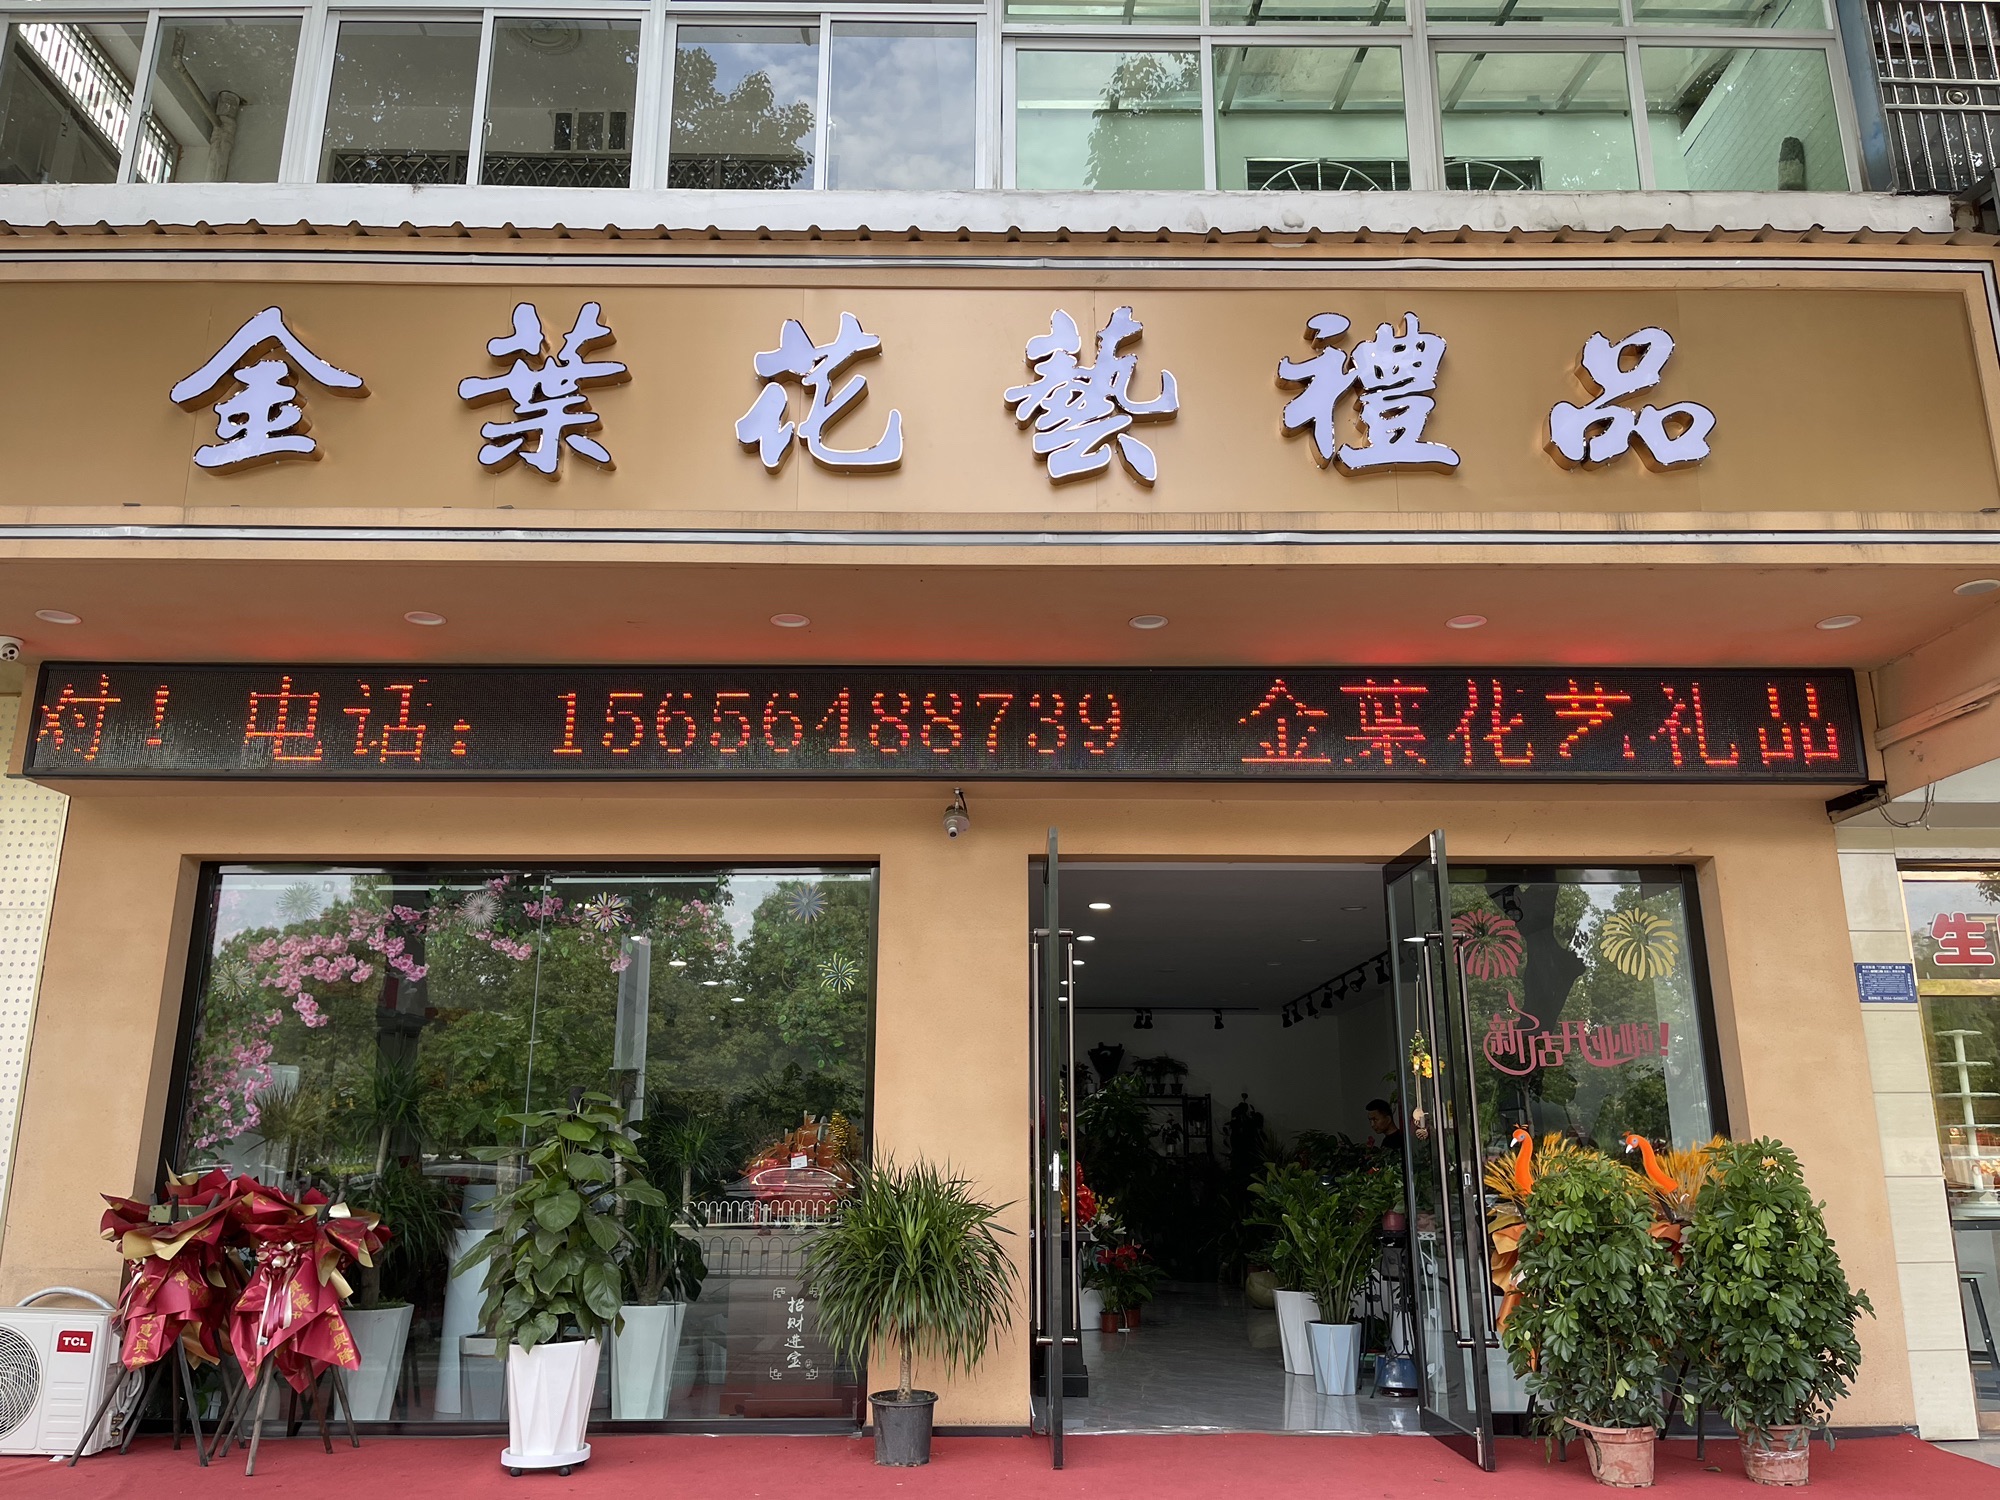 金葉花藝禮品
对！电话：15656488739 金葉花艺礼品
新店开业啦！
生
招财进宝
TCL